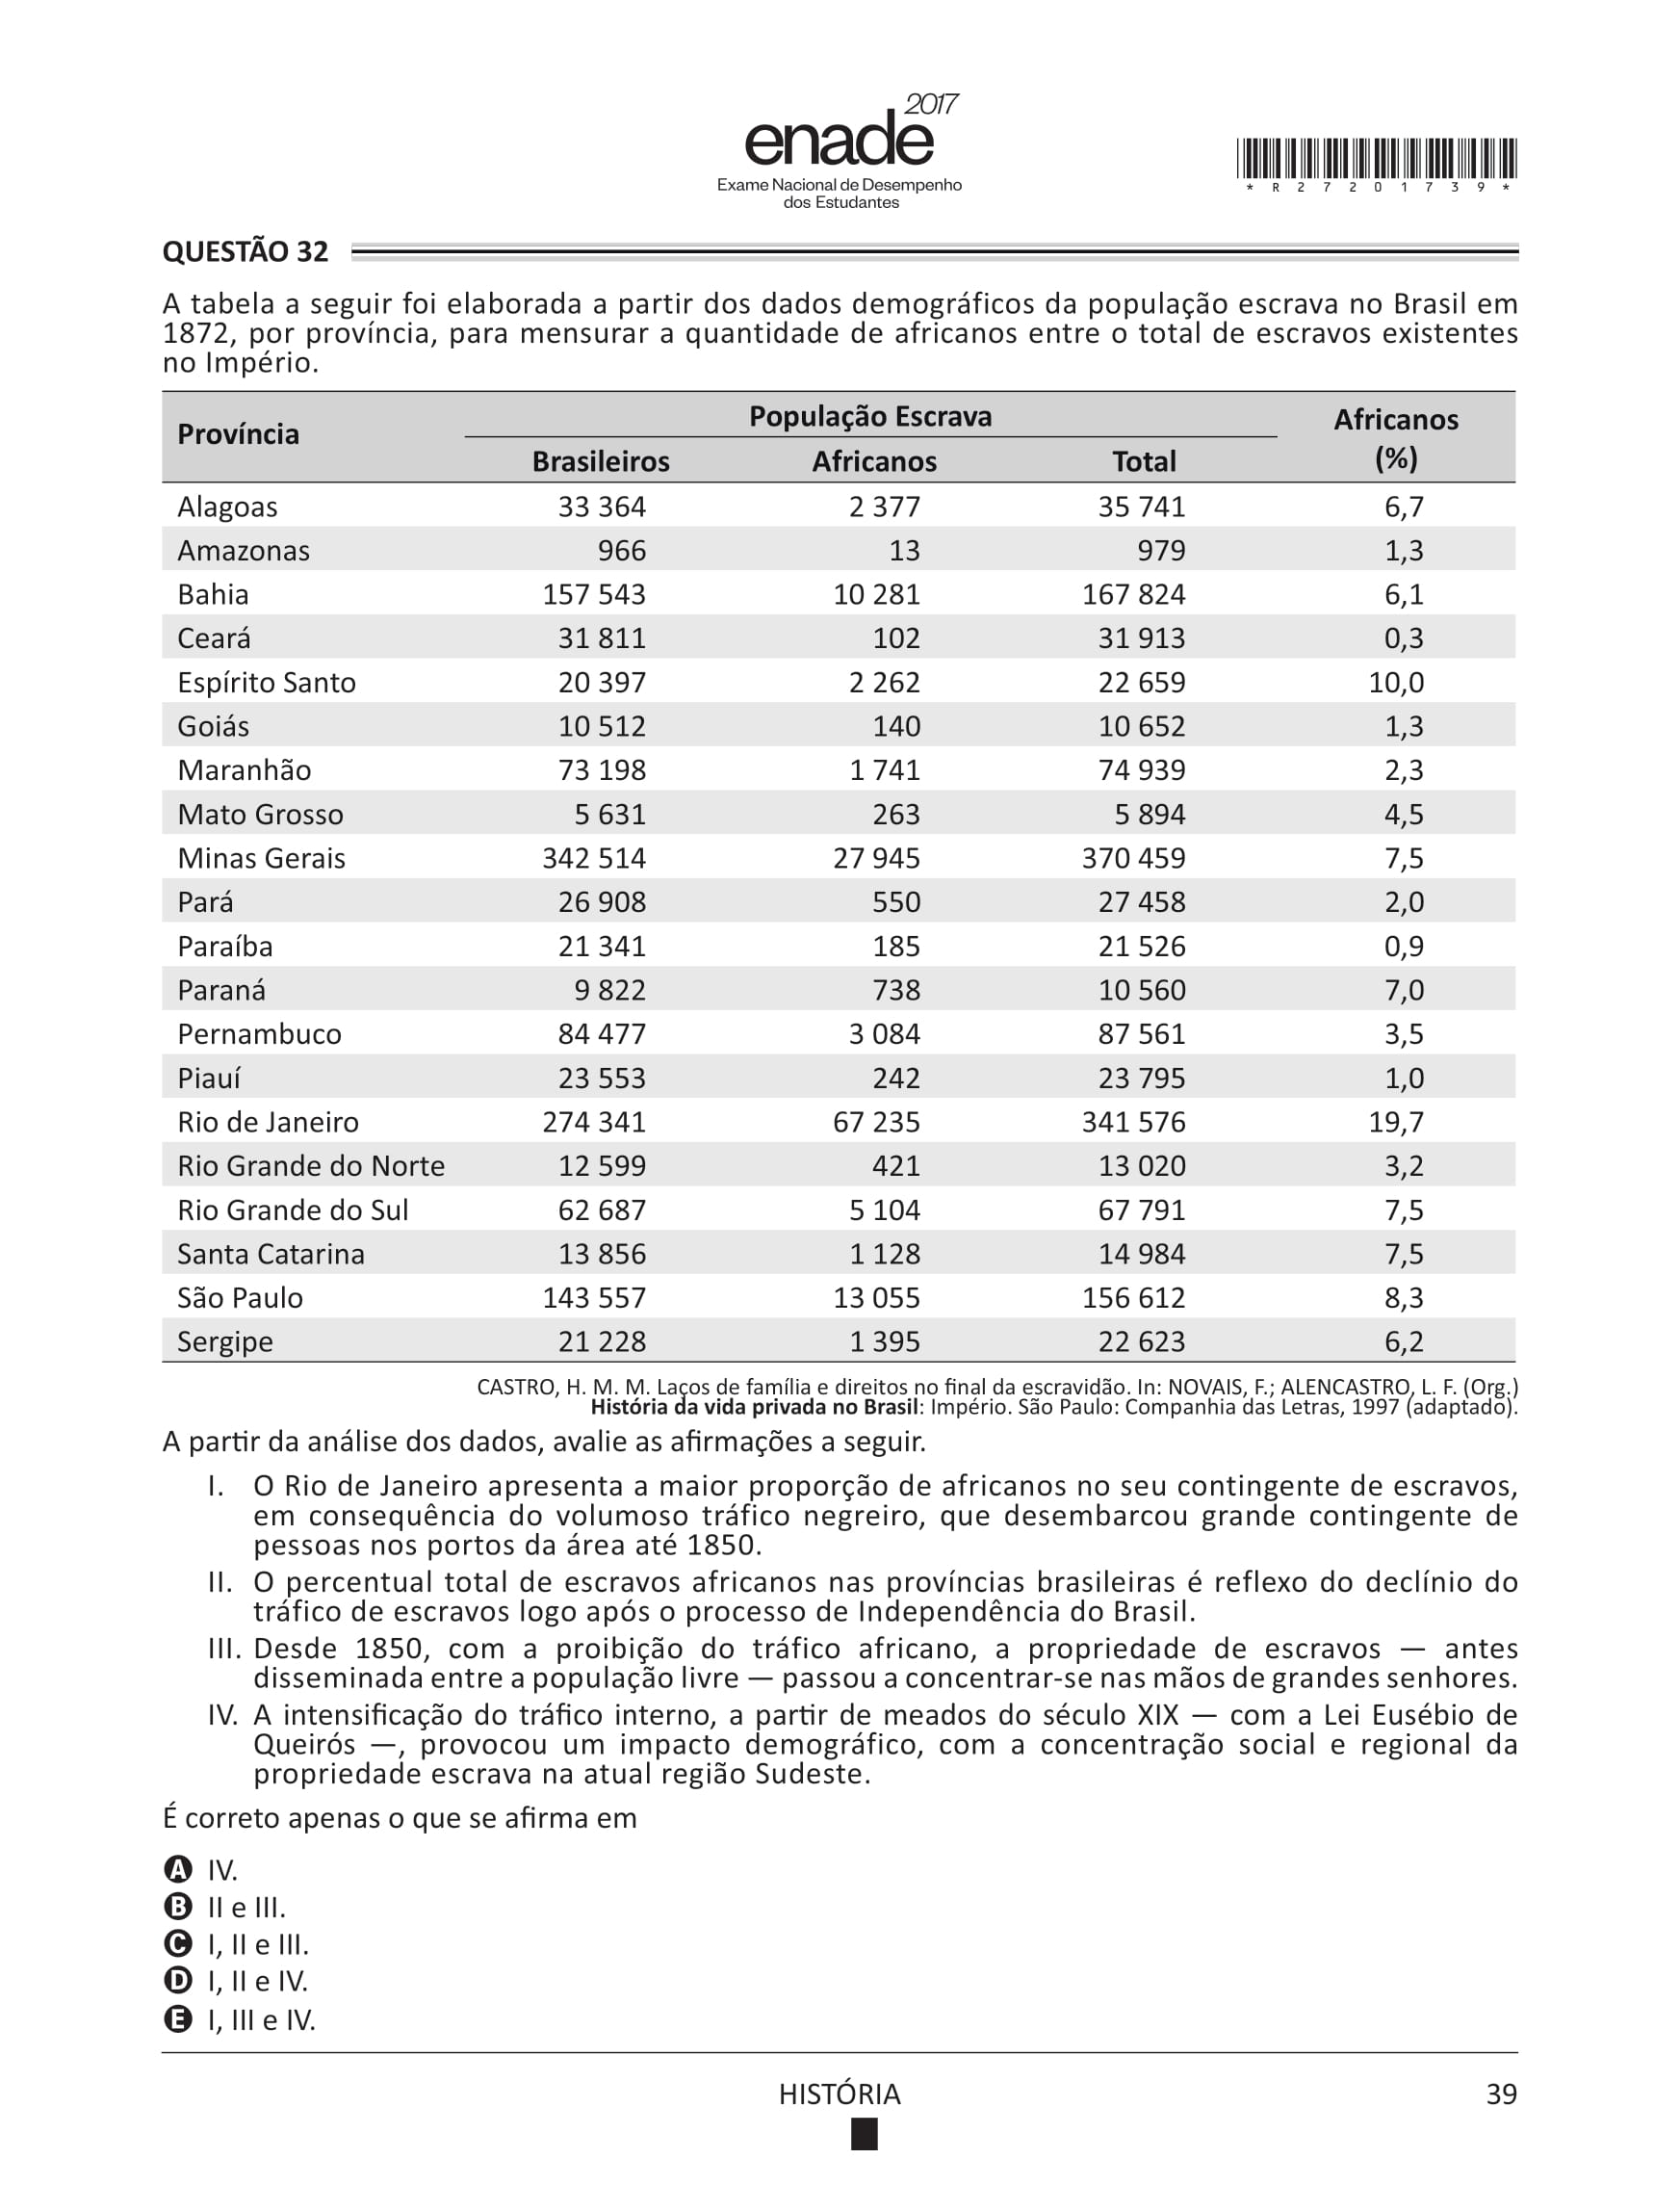 2017
enade
Exame Nacional de Desempenho
dos Estudantes
* R 2 7 2 0 1 7 3 9 *
QUESTÃO 32
A tabela a seguir foi elaborada a partir dos dados demográficos da população escrava no Brasil em
1872, por província, para mensurar a quantidade de africanos entre o total de escravos existentes
no Império.
Província População Escrava Africanos
(%)
Brasileiros Africanos Total
Alagoas 33 364 2 377 35 741 6,7
Amazonas 966 13 979 1,3
Bahia 157 543 10 281 167 824 6,1
Ceará 31 811 102 31 913 0,3
Espírito Santo 20 397 2 262 22 659 10,0
Goiás 10 512 140 10 652 1,3
Maranhão 73 198 1 741 74 939 2,3
Mato Grosso 5 631 263 5 894 4,5
Minas Gerais 342 514 27 945 370 459 7,5
Pará 26 908 550 27 458 2,0
Paraíba 21 341 185 21 526 0,9
Paraná 9 822 738 10 560 7,0
Pernambuco 84 477 3 084 87 561 3,5
Piauí 23 553 242 23 795 1,0
Rio de Janeiro 274 341 67 235 341 576 19,7
Rio Grande do Norte 12 599 421 13 020 3,2
Rio Grande do Sul 62 687 5 104 67 791 7,5
Santa Catarina 13 856 1 128 14 984 7,5
São Paulo 143 557 13 055 156 612 8,3
Sergipe 21 228 1 395 22 623 6,2
CASTRO, H. M. M. Laços de família e direitos no final da escravidão. In: NOVAIS, F.; ALENCASTRO, L. F. (Org.)
História da vida privada no Brasil: Império. São Paulo: Companhia das Letras, 1997 (adaptado).
A partir da análise dos dados, avalie as afirmações a seguir.
I. O Rio de Janeiro apresenta a maior proporção de africanos no seu contingente de escravos,
em consequência do volumoso tráfico negreiro, que desembarcou grande contingente de
pessoas nos portos da área até 1850.
II. O percentual total de escravos africanos nas províncias brasileiras é reflexo do declínio do
tráfico de escravos logo após o processo de Independência do Brasil.
III. Desde 1850, com a proibição do tráfico africano, a propriedade de escravos — antes
disseminada entre a população livre — passou a concentrar-se nas mãos de grandes senhores.
IV. A intensificação do tráfico interno, a partir de meados do século XIX — com a Lei Eusébio de
Queirós —, provocou um impacto demográfico, com a concentração social e regional da
propriedade escrava na atual região Sudeste.
É correto apenas o que se afirma em
A IV.
B II e III.
C I, II e III.
D I, II e IV.
E I, III e IV.
HISTÓRIA
39